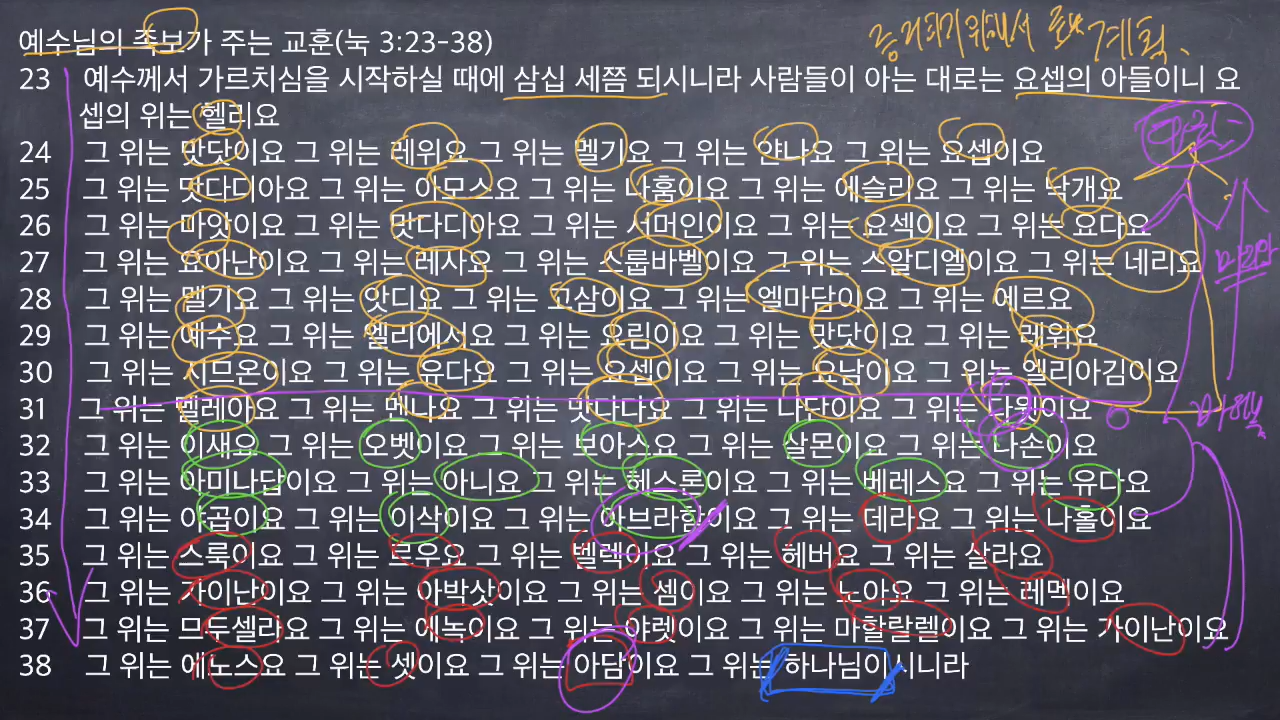 예수님의 족보가 주는 교훈(눅 3:23-38)
증거되기위해서 계획.
23 예수께서 가르치심을 시작하실 때에 삼십 세쯤 되시니라 사람들이 아는 대로는 요셉의 아들이니 요
셉의 위는 헬리요
24 그 위는 맛닷이요 그 위는 레위요 그 위는 멜기요 그 위는 얀나요 그 위는 요셉이요
25 그 위는 맛다디아요 그 위는 아모스요 그 위는 나훔이요 그 위는 에슬리요 그 위는 낙개요
26 그 위는 마앗이요 그 위는 맛다디아요 그 위는 서머인이요 그 위는 요섹이요 그 위는 요다요
27 그 위는 요아난이요 그 위는 레사요 그 위는 스룹바벨이요 그 위는 스알디엘이요 그 위는 네리요
마리아
28 그 위는 멜기요 그 위는 앗디요 그 위는 고삼이요 그 위는 엘마담이요 그 위는 에르요
29 그 위는 예수요 그 위는 엘리에서요 그 위는 요림이요 그 위는 맛닷이요 그 위는 레위요
30 그 위는 시므온이요 그 위는 유다요 그 위는 요셉이요 그 위는 요남이요 그 위는 엘리아김이요
31 그 위는 멜레아요 그 위는 멘나요 그 위는 맛다다요 그 위는 나단이요 그 위는 다윗이요
32 그 위는 이새요 그 위는 오벳이요 그 위는 보아스요 그 위는 살몬이요 그 위는 나손이요
33 그 위는 아미나답이요 그 위는 아니요 그 위는 헤스론이요 그 위는 베레스요 그 위는 유다요
34 그 위는 야곱이요 그 위는 이삭이요 그 위는 아브라함이요 그 위는 데라요 그 위는 나홀이요
35 그 위는 스룩이요 그 위는 르우요 그 위는 벨렉이요 그 위는 헤버요 그 위는 살라요
36 그 위는 가이난이요 그 위는 아박삿이요 그 위는 셈이요 그 위는 노아요 그 위는 레멕이요
37 그 위는 므두셀라요 그 위는 에녹이요 그 위는 야렛이요 그 위는 마할랄렐이요 그 위는 가이난이요
38 그 위는 에노스요 그 위는 셋이요 그 위는 아담이요 그 위는 하나님이시니라